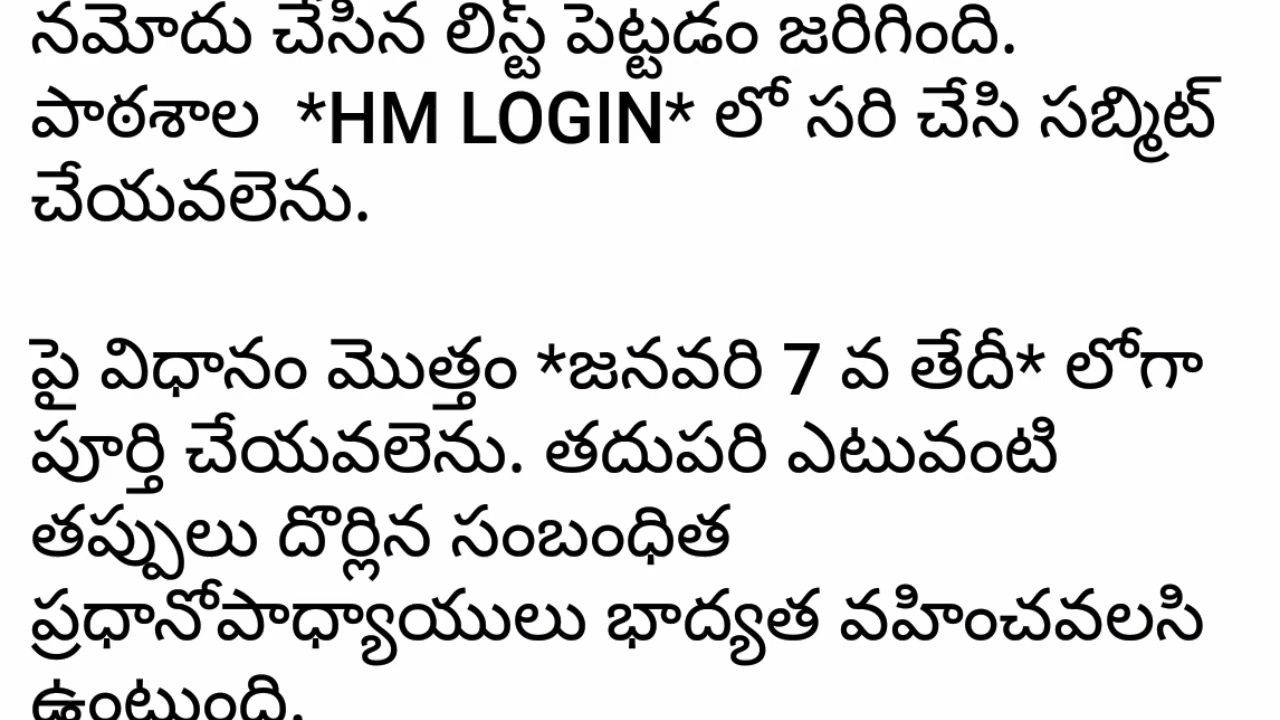 నమోదు చేసిన లిస్ట్ పెట్టడం జరిగింది.
పాఠశాల  *HM LOGIN* లో సరి చేసి సబ్మిట్
చేయవలెను.
పై విధానం మొత్తం *జనవరి 7 వ తేదీ* లోగా
పూర్తి చేయవలెను. తదుపరి ఎటువంటి
తప్పులు దొర్లిన సంబంధిత
ప్రధానోపాధ్యాయులు భాద్యత వహించవలసి
ఉంటుంది.